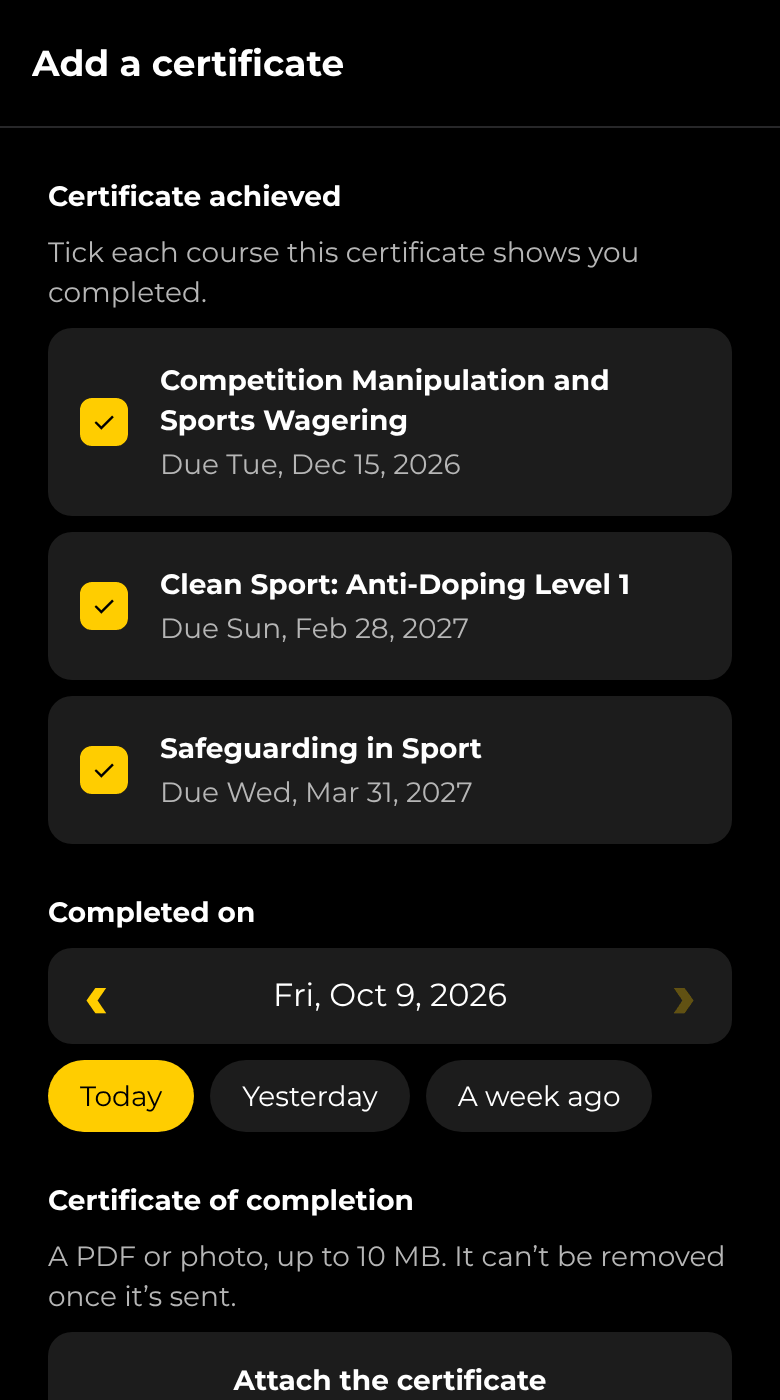 Add a certificate
Certificate achieved
Tick each course this certificate shows you
completed.
Competition Manipulation and
Sports Wagering
Due Tue, Dec 15, 2026
Clean Sport: Anti-Doping Level 1
Due Sun, Feb 28, 2027
Safeguarding in Sport
Due Wed, Mar 31, 2027
Completed on
Fri, Oct 9, 2026
Today
Yesterday
A week ago
Certificate of completion
A PDF or photo, up to 10 MB. It can’t be removed
once it’s sent.
Attach the certificate